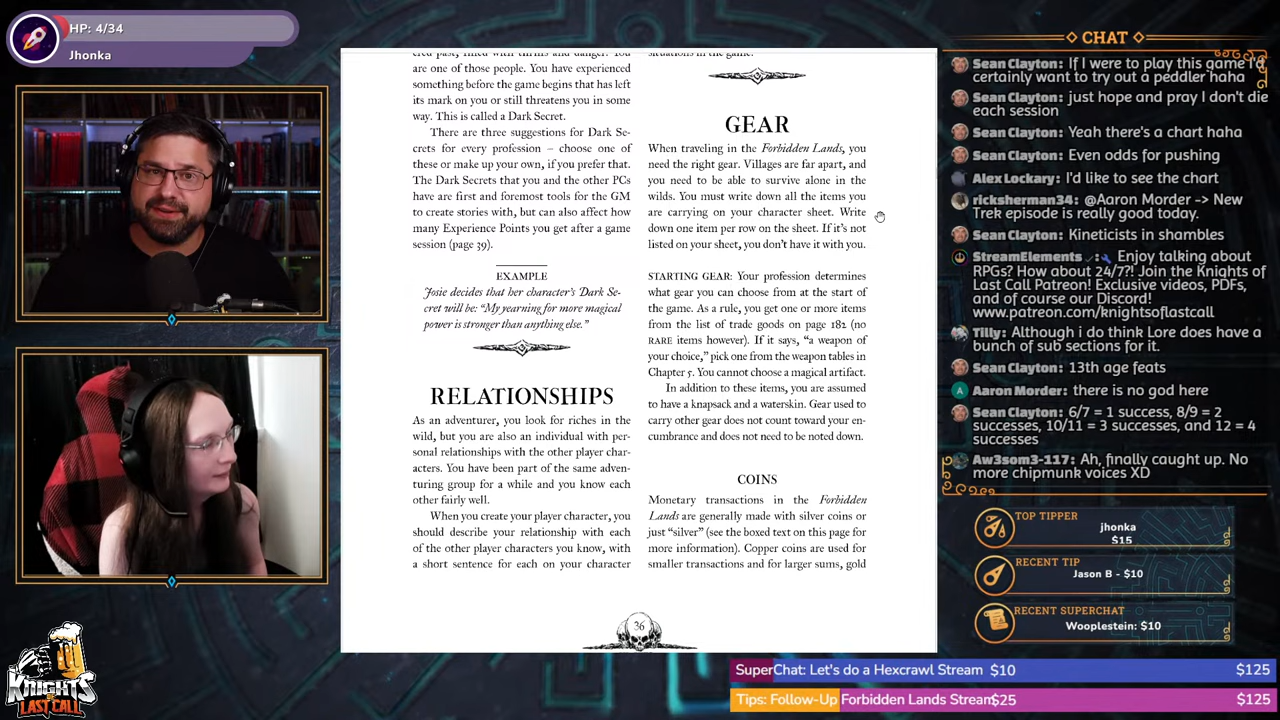 HP: 4/34
Jhonka
ered past, filled with thrills and danger. You
are one of those people. You have experienced
something before the game begins that has left
its mark on you or still threatens you in some
way. This is called a Dark Secret.
There are three suggestions for Dark Se-
crets for every profession – choose one of
these or make up your own, if you prefer that.
The Dark Secrets that you and the other PCs
have are first and foremost tools for the GM
to create stories with, but can also affect how
many Experience Points you get after a game
session (page 39).
EXAMPLE
Josie decides that her character's Dark Se-
cret will be: “My yearning for more magical
power is stronger than anything else.”
RELATIONSHIPS
As an adventurer, you look for riches in the
wild, but you are also an individual with per-
sonal relationships with the other player char-
acters. You have been part of the same adven-
turing group for a while and you know each
other fairly well.
When you create your player character, you
should describe your relationship with each
of the other player characters you know, with
a short sentence for each on your character
situations in the game.
GEAR
When traveling in the Forbidden Lands, you
need the right gear. Villages are far apart, and
you need to be able to survive alone in the
wilds. You must write down all the items you
are carrying on your character sheet. Write
down one item per row on the sheet. If it's not
listed on your sheet, you don't have it with you.
STARTING GEAR: Your profession determines
what gear you can choose from at the start of
the game. As a rule, you get one or more items
from the list of trade goods on page 182 (no
RARE items however). If it says, “a weapon of
your choice,” pick one from the weapon tables in
Chapter 5. You cannot choose a magical artifact.
In addition to these items, you are assumed
to have a knapsack and a waterskin. Gear used to
carry other gear does not count toward your en-
cumbrance and does not need to be noted down.
COINS
Monetary transactions in the Forbidden
Lands are generally made with silver coins or
just “silver” (see the boxed text on this page for
more information). Copper coins are used for
smaller transactions and for larger sums, gold
36
CHAT
Sean Clayton: If I were to play this game I'd
certainly want to try out a peddler haha
Sean Clayton: just hope and pray I don't die
each session
Sean Clayton: Yeah there's a chart haha
Sean Clayton: Even odds for pushing
Alex Lockary: I'd like to see the chart
ricksherman34: @Aaron Morder -> New
Trek episode is really good today.
Sean Clayton: Kineticists in shambles
StreamElements: Enjoy talking about
RPGs? How about 24/7?! Join the Knights of
Last Call Patreon! Exclusive videos, PDFs,
and of course our Discord!
www.patreon.com/knightsoflastcall
Tilly: Although i do think Lore does have a
bunch of sub sections for it.
Sean Clayton: 13th age feats
Aaron Morder: there is no god here
Sean Clayton: 6/7 = 1 success, 8/9 = 2
successes, 10/11 = 3 successes, and 12 = 4
successes
Aw3som3-117: Ah, finally caught up. No
more chipmunk voices XD
TOP TIPPER
jhonka
$15
RECENT TIP
Jason B - $10
RECENT SUPERCHAT
Wooplestein: $10
KNIGHTS
OF
LAST CALL
SuperChat: Let's do a Hexcrawl Stream $10 $125
Tips: Follow-Up Forbidden Lands Stream $25 $125